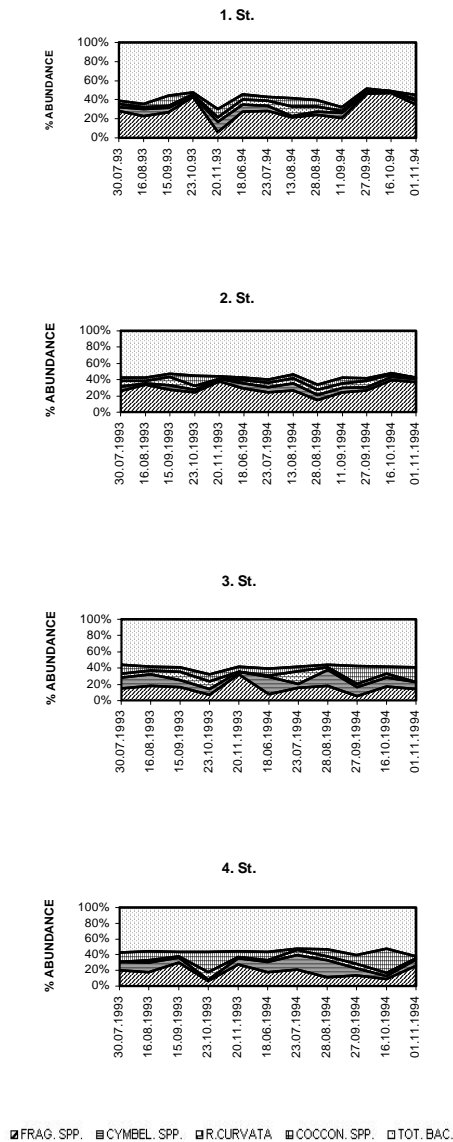 1. St.
% ABUNDANCE
100%
80%
60%
40%
20%
0%
30.07.93 16.08.93 15.09.93 23.10.93 20.11.93 18.06.94 23.07.94 13.08.94 28.08.94 11.09.94 27.09.94 16.10.94 01.11.94
2. St.
% ABUNDANCE
100%
80%
60%
40%
20%
0%
30.07.1993 16.08.1993 15.09.1993 23.10.1993 20.11.1993 18.06.1994 23.07.1994 13.08.1994 28.08.1994 11.09.1994 27.09.1994 16.10.1994 01.11.1994
3. St.
% ABUNDANCE
100%
80%
60%
40%
20%
0%
30.07.1993 16.08.1993 15.09.1993 23.10.1993 20.11.1993 18.06.1994 23.07.1994 28.08.1994 27.09.1994 16.10.1994 01.11.1994
4. St.
% ABUNDANCE
100%
80%
60%
40%
20%
0%
30.07.1993 16.08.1993 15.09.1993 23.10.1993 20.11.1993 18.06.1994 23.07.1994 28.08.1994 27.09.1994 16.10.1994 01.11.1994
FRAG. SPP. CYMBEL. SPP. R.CURVATA COCCON. SPP. TOT. BAC.